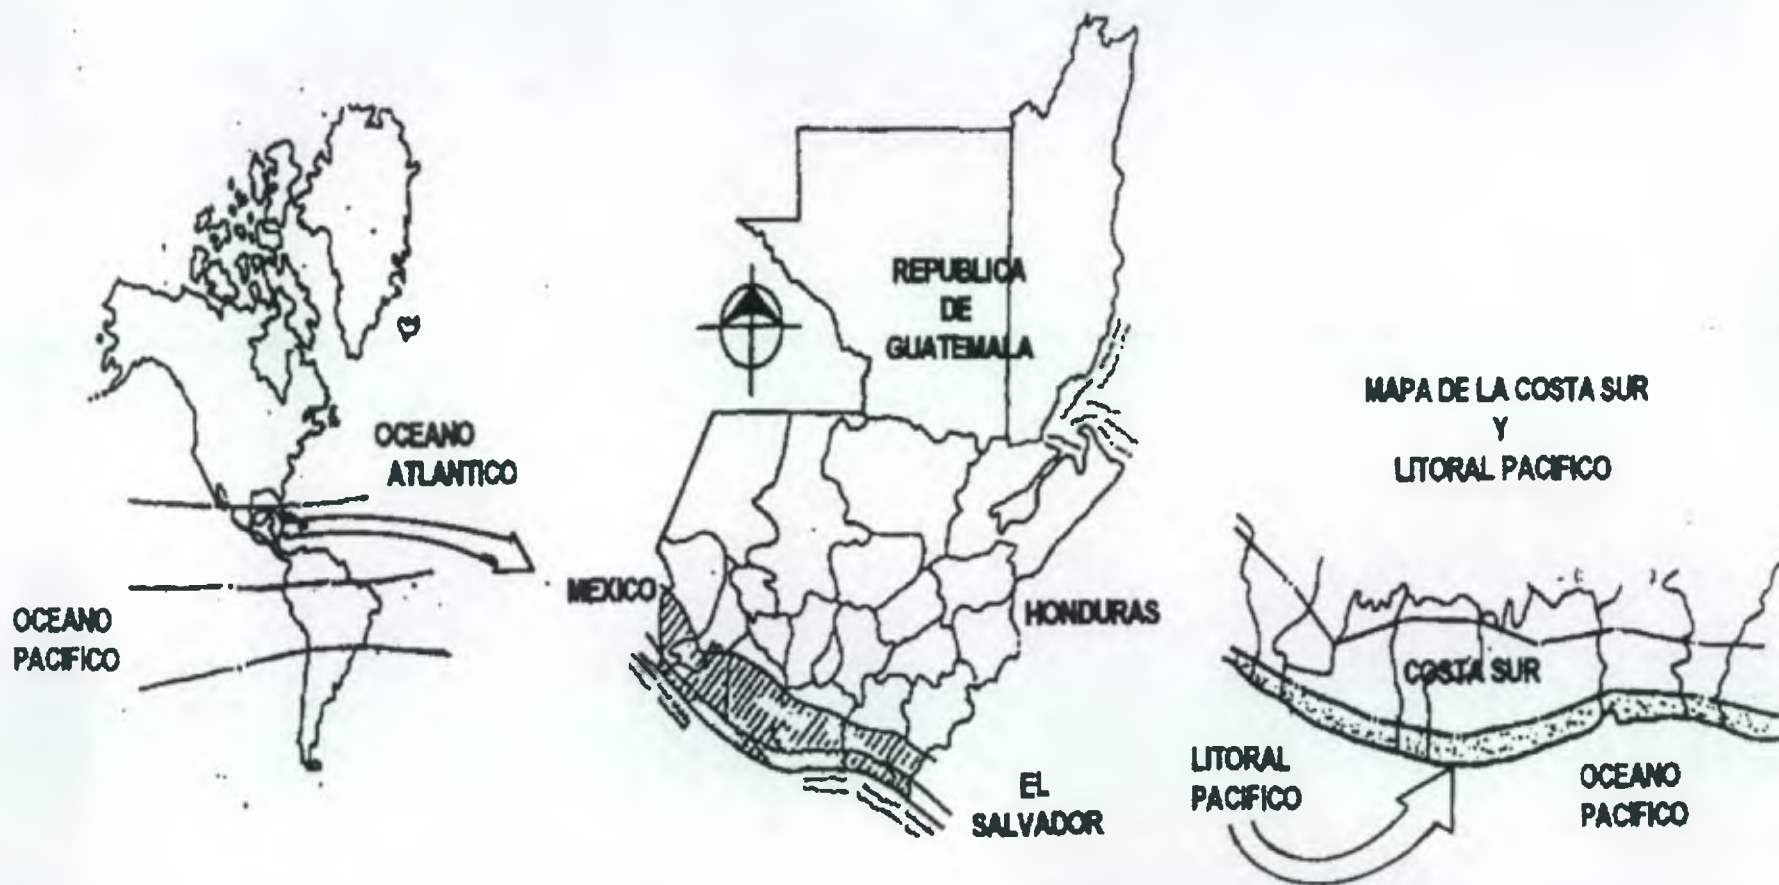 OCEANO
ATLANTICO
OCEANO
PACIFICO
REPUBLICA
DE
GUATEMALA
MEXICO
HONDURAS
EL
SALVADOR
MAPA DE LA COSTA SUR
Y
LITORAL PACIFICO
COSTA SUR
LITORAL
PACIFICO
OCEANO
PACIFICO